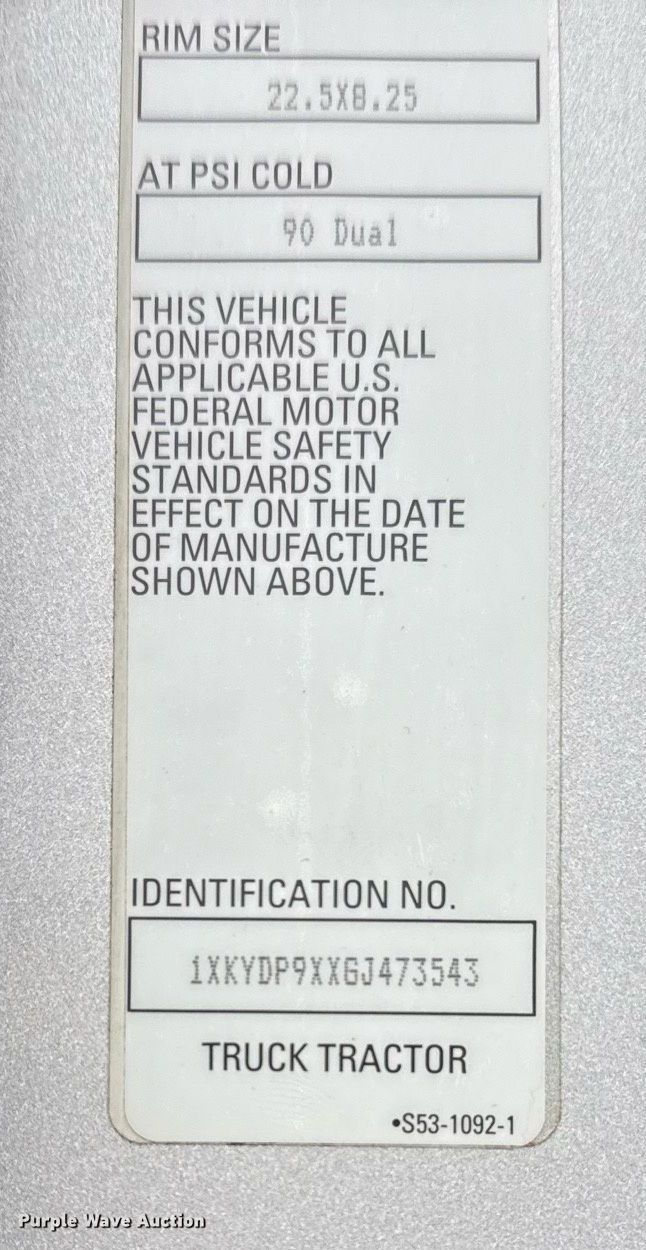 RIM SIZE
22.5X8.25
AT PSI COLD
90 Dual
THIS VEHICLE
CONFORMS TO ALL
APPLICABLE U.S.
FEDERAL MOTOR
VEHICLE SAFETY
STANDARDS IN
EFFECT ON THE DATE
OF MANUFACTURE
SHOWN ABOVE.
IDENTIFICATION NO.
1XKYDP9XXGJ473543
TRUCK TRACTOR
•S53-1092-1
Purple Wave Auction